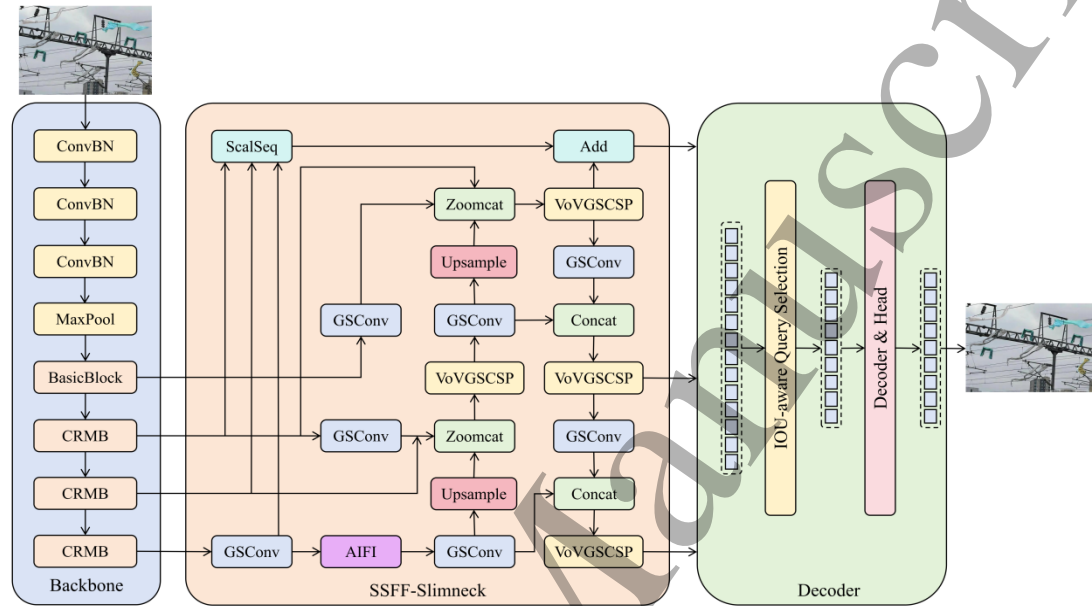 ConvBN
ConvBN
ConvBN
MaxPool
BasicBlock
CRMB
CRMB
CRMB
Backbone
ScalSeq
Add
Zoomcat
VoVGSCSP
Upsample
GSConv
GSConv
GSConv
Concat
VoVGSCSP
VoVGSCSP
GSConv
Zoomcat
GSConv
Upsample
Concat
GSConv
AIFI
GSConv
VoVGSCSP
SSFF-Slimneck
IOU-aware Query Selection
Decoder & Head
Decoder
Manuscri